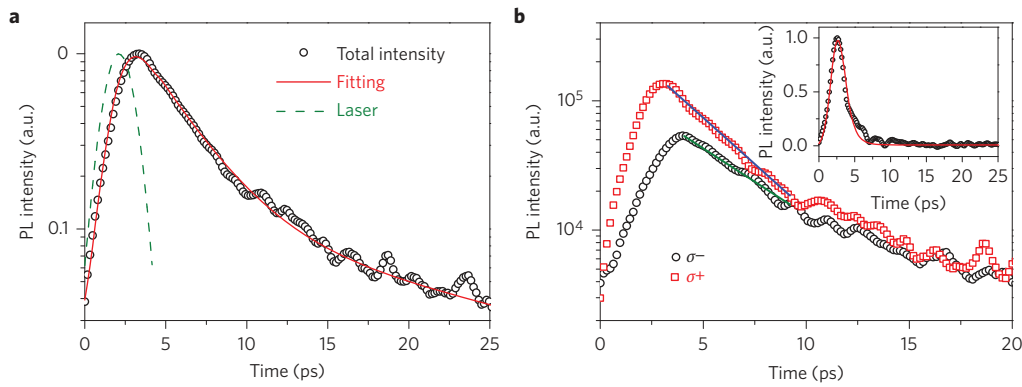 a
PL intensity (a.u.)
0
0.1
Total intensity
Fitting
Laser
0 5 10 15 20 25
Time (ps)
b
PL intensity
10⁵
10⁴
σ−
σ+
0 5 10 15 20
Time (ps)
PL intensity (a.u.)
1.0
0.5
0.0
0 5 10 15 20 25
Time (ps)